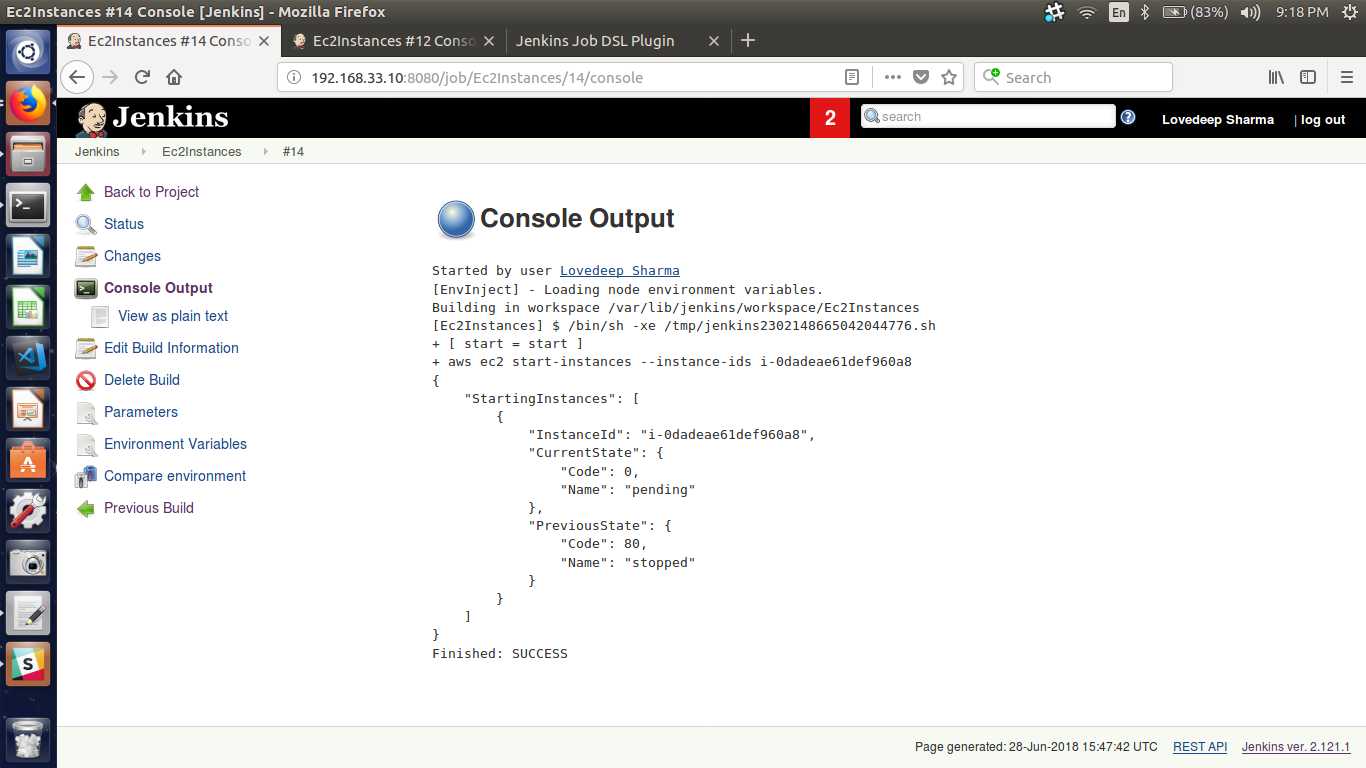 Ec2Instances #14 Console [Jenkins] - Mozilla Firefox
En
(83%)
9:18 PM
Ec2Instances #14 Conso
Ec2Instances #12 Conso
Jenkins Job DSL Plugin
192.168.33.10:8080/job/Ec2Instances/14/console
Search
Jenkins
2
search
?
Lovedeep Sharma
| log out
Jenkins
Ec2Instances
#14
Back to Project
Status
Changes
Console Output
View as plain text
Edit Build Information
Delete Build
Parameters
Environment Variables
Compare environment
Previous Build
Console Output
Started by user Lovedeep Sharma
[EnvInject] - Loading node environment variables.
Building in workspace /var/lib/jenkins/workspace/Ec2Instances
[Ec2Instances] $ /bin/sh -xe /tmp/jenkins2302148665042044776.sh
+ [ start = start ]
+ aws ec2 start-instances --instance-ids i-0dadeae61def960a8
{
"StartingInstances": [
{
"InstanceId": "i-0dadeae61def960a8",
"CurrentState": {
"Code": 0,
"Name": "pending"
},
"PreviousState": {
"Code": 80,
"Name": "stopped"
}
}
]
}
Finished: SUCCESS
Page generated: 28-Jun-2018 15:47:42 UTC
REST API
Jenkins ver. 2.121.1